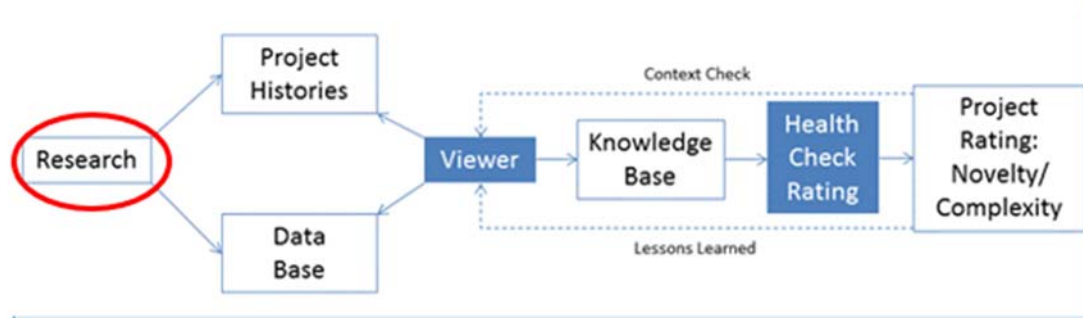 Research
Project
Histories
Data
Base
Viewer
Context Check
Knowledge
Base
Health
Check
Rating
Lessons Learned
Project
Rating:
Novelty/
Complexity